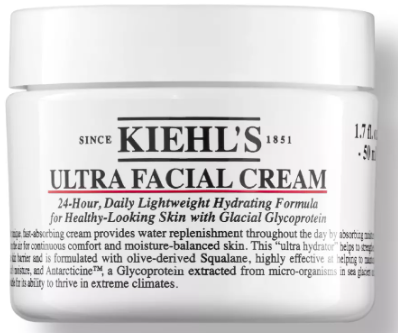 SINCE KIEHL'S 1851
1.7 fl.
- 50 ml
ULTRA FACIAL CREAM
24-Hour, Daily Lightweight Hydrating Formula
for Healthy-Looking Skin with Glacial Glycoprotein
fast-absorbing cream provides water replenishment throughout the day by absorbing
the air for continuous comfort and moisture-balanced skin. This "ultra hydrator" helps to
barrier and is formulated with olive-derived Squalane, highly effective at helping to
moisture, and Antarcticine™, a Glycoprotein extracted from micro-organisms in sea
for its ability to thrive in extreme climates.